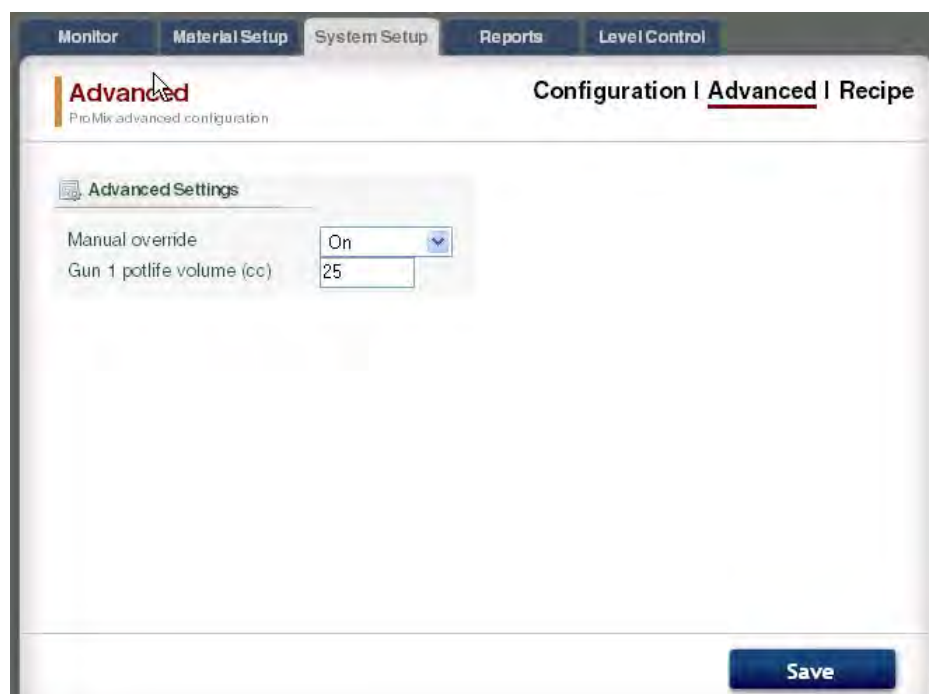 Monitor Material Setup System Setup Reports Level Control
Advanced
ProMix advanced configuration
Configuration | Advanced | Recipe
Advanced Settings
Manual override On
Gun 1 potlife volume (cc) 25
Save